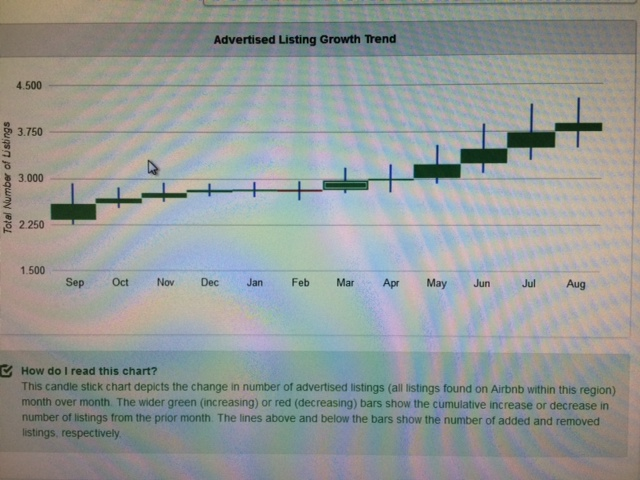 Advertised Listing Growth Trend
4.500
3.750
3.000
2.250
1.500
Total Number of Listings
Sep Oct Nov Dec Jan Feb Mar Apr May Jun Jul Aug
How do I read this chart?
This candle stick chart depicts the change in number of advertised listings (all listings found on Airbnb within this region)
month over month. The wider green (increasing) or red (decreasing) bars show the cumulative increase or decrease in
number of listings from the prior month. The lines above and below the bars show the number of added and removed
listings, respectively.